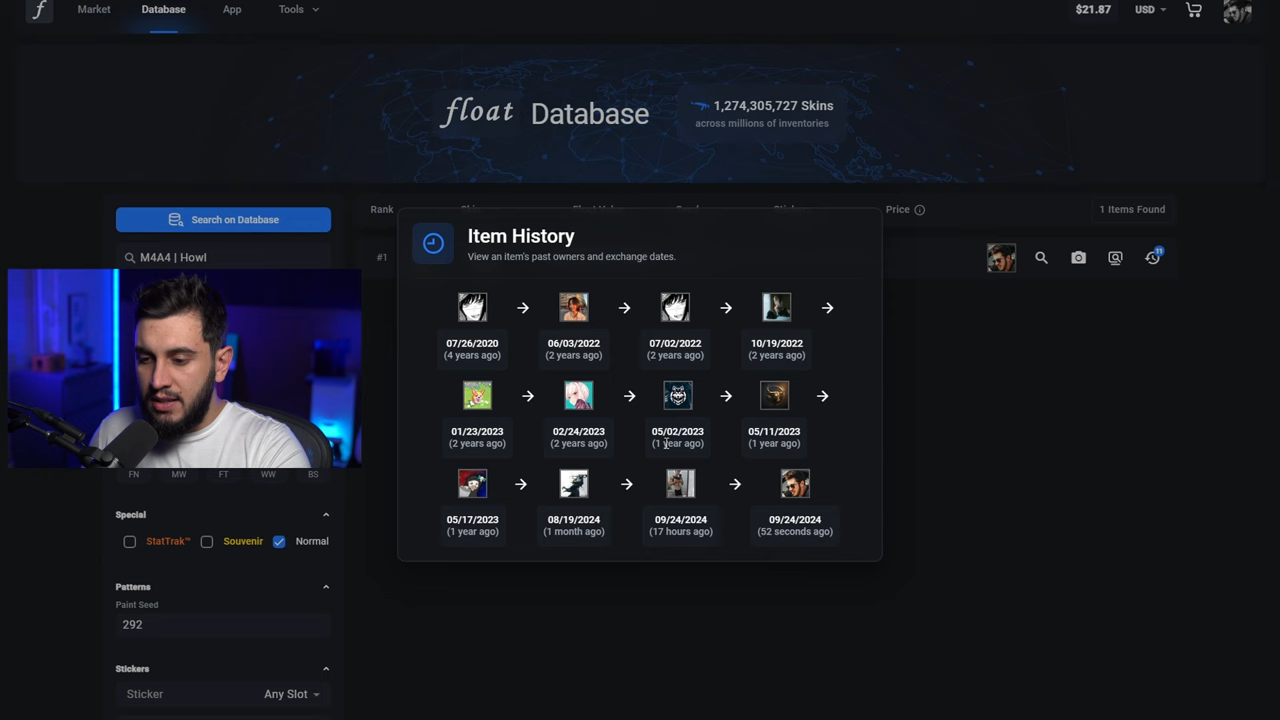 f
Market
Database
App
Tools
$21.87
USD
float Database
1,274,305,727 Skins
across millions of inventories
Search on Database
M4A4 | Howl
Rank
Price
1 Items Found
#1
11
Item History
View an item's past owners and exchange dates.
07/26/2020
(4 years ago)
06/03/2022
(2 years ago)
07/02/2022
(2 years ago)
10/19/2022
(2 years ago)
01/23/2023
(2 years ago)
02/24/2023
(2 years ago)
05/02/2023
(1 year ago)
05/11/2023
(1 year ago)
05/17/2023
(1 year ago)
08/19/2024
(1 month ago)
09/24/2024
(17 hours ago)
09/24/2024
(52 seconds ago)
FN MW FT WW BS
Special
StatTrak™ Souvenir Normal
Patterns
Paint Seed
292
Stickers
Sticker Any Slot